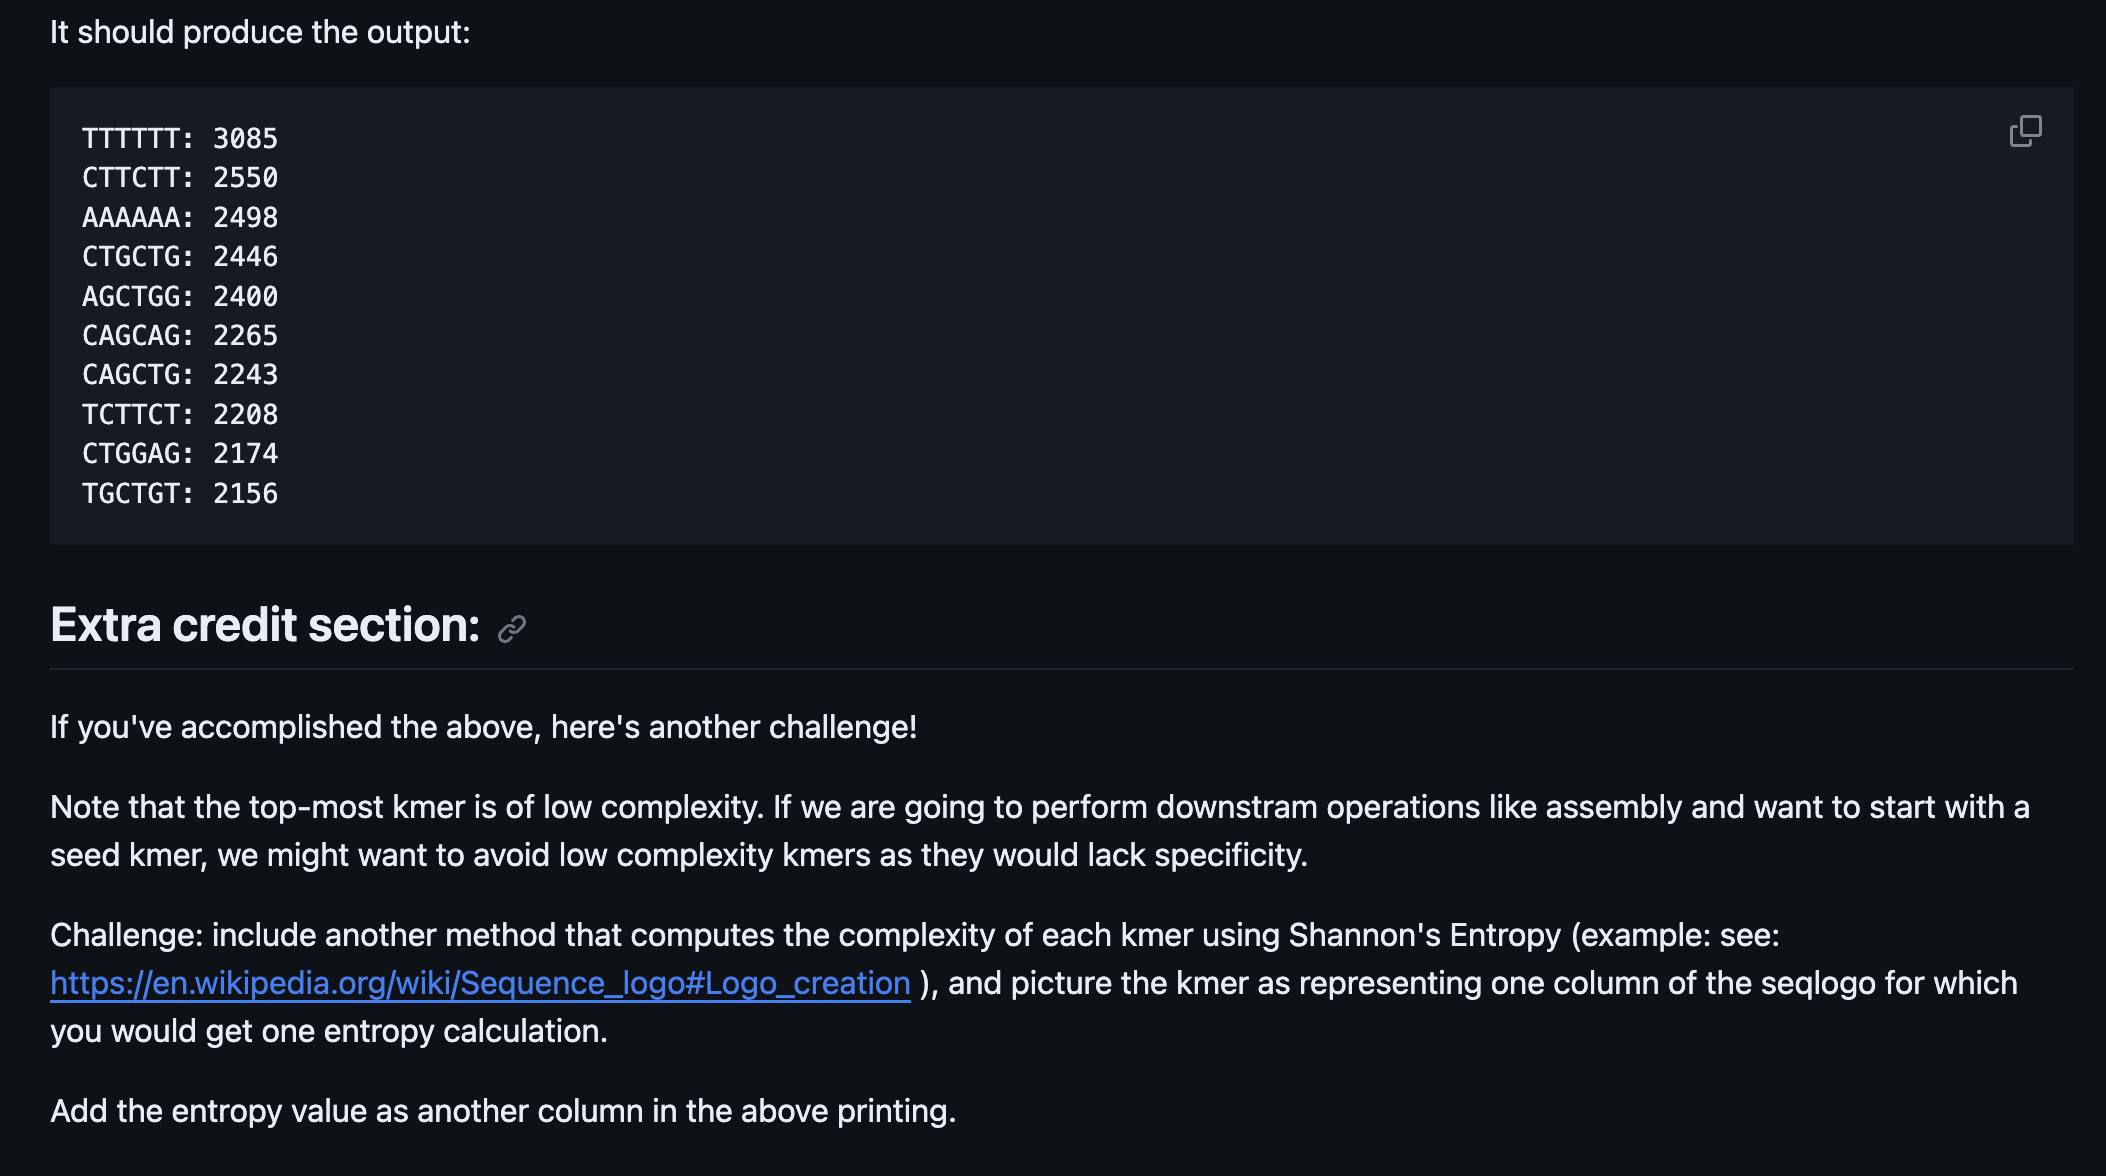 It should produce the output:
TTTTTT: 3085
CTTCTT: 2550
AAAAAA: 2498
CTGCTG: 2446
AGCTGG: 2400
CAGCAG: 2265
CAGCTG: 2243
TCTTCT: 2208
CTGGAG: 2174
TGCTGT: 2156
Extra credit section:
If you've accomplished the above, here's another challenge!
Note that the top-most kmer is of low complexity. If we are going to perform downstram operations like assembly and want to start with a
seed kmer, we might want to avoid low complexity kmers as they would lack specificity.
Challenge: include another method that computes the complexity of each kmer using Shannon's Entropy (example: see:
https://en.wikipedia.org/wiki/Sequence_logo#Logo_creation ), and picture the kmer as representing one column of the seqlogo for which
you would get one entropy calculation.
Add the entropy value as another column in the above printing.